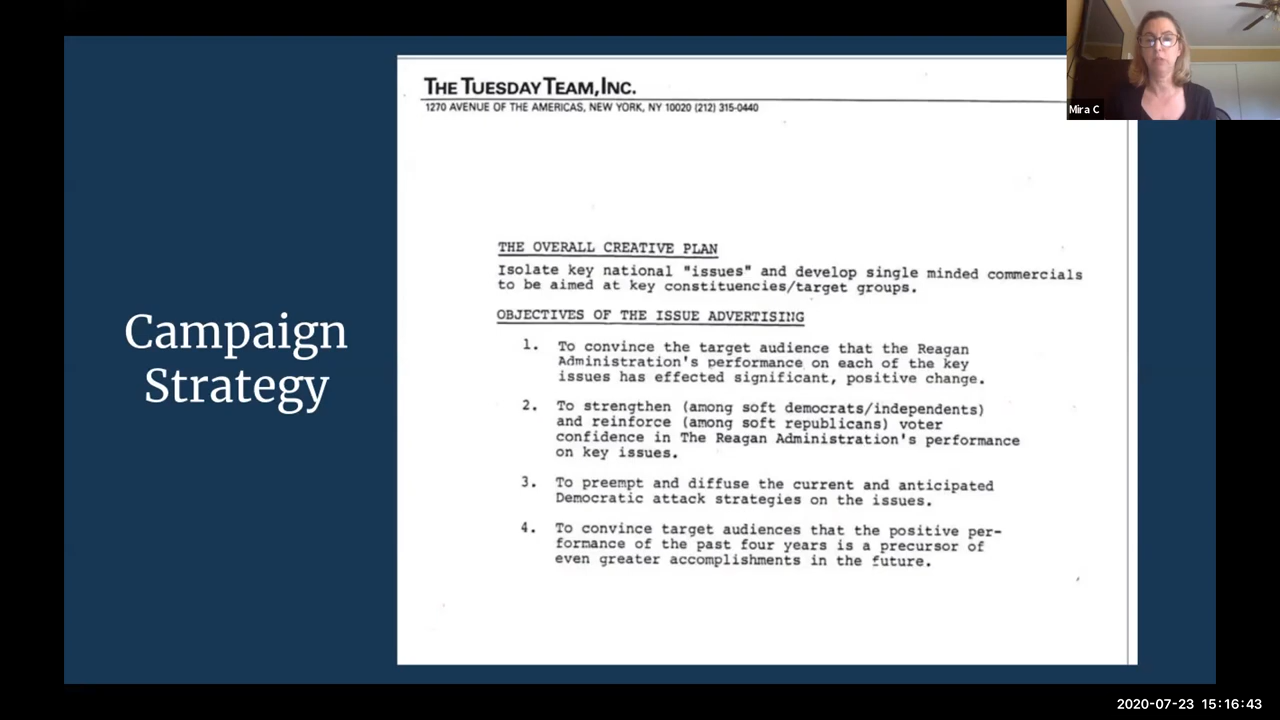 Campaign
Strategy
THE TUESDAY TEAM, INC.
1270 AVENUE OF THE AMERICAS, NEW YORK, NY 10020 (212) 315-0440
THE OVERALL CREATIVE PLAN
Isolate key national "issues" and develop single minded commercials
to be aimed at key constituencies/target groups.
OBJECTIVES OF THE ISSUE ADVERTISING
1. To convince the target audience that the Reagan
Administration's performance on each of the key
issues has effected significant, positive change.
2. To strengthen (among soft democrats/independents)
and reinforce (among soft republicans) voter
confidence in The Reagan Administration's performance
on key issues.
3. To preempt and diffuse the current and anticipated
Democratic attack strategies on the issues.
4. To convince target audiences that the positive per-
formance of the past four years is a precursor of
even greater accomplishments in the future.
Mira C
2020-07-23 15:16:43